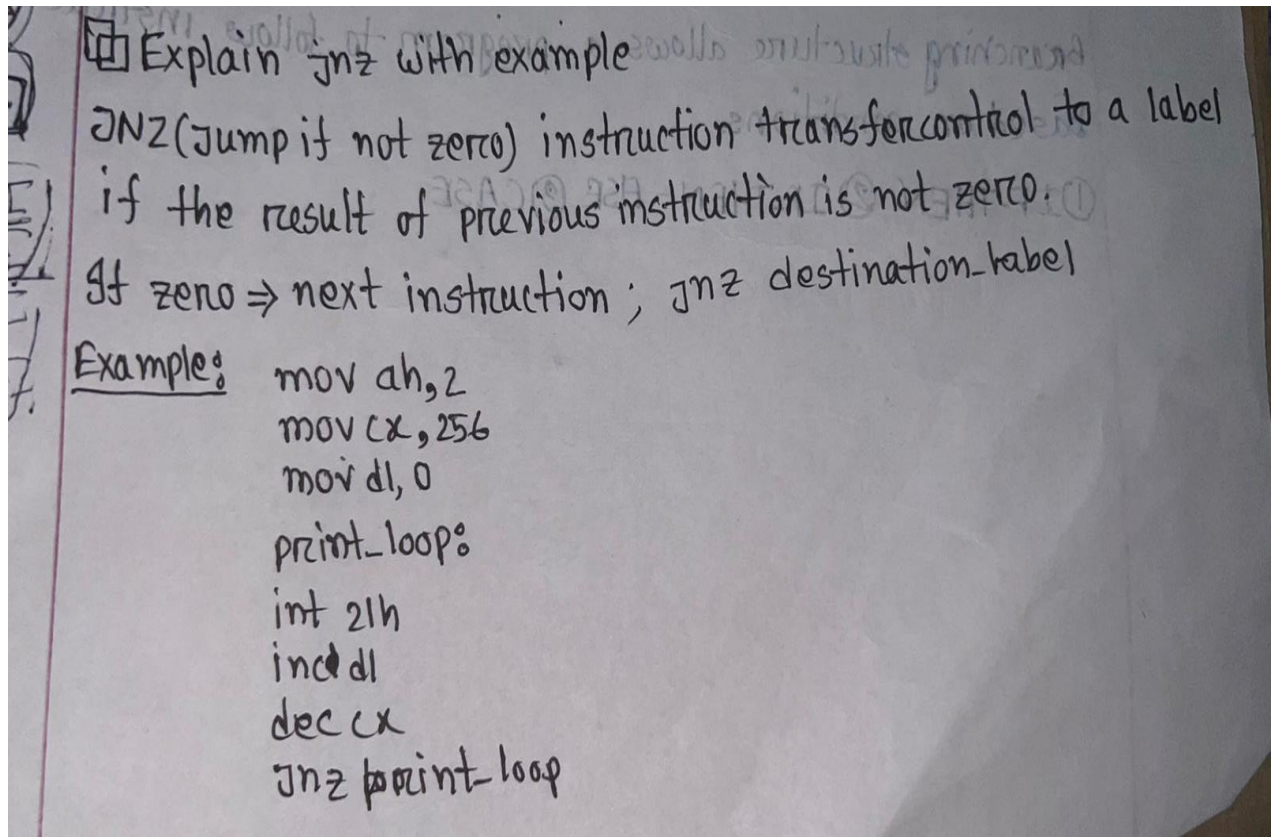 Explain jnz with example
JNZ(Jump if not zero) instruction transfer control to a label
if the result of previous instruction is not zero.
If zero ⇒ next instruction ; jnz destination_label
Example: mov ah, 2
mov cx, 256
mov dl, 0
print_loop:
int 21h
inc dl
dec cx
Jnz print_loop